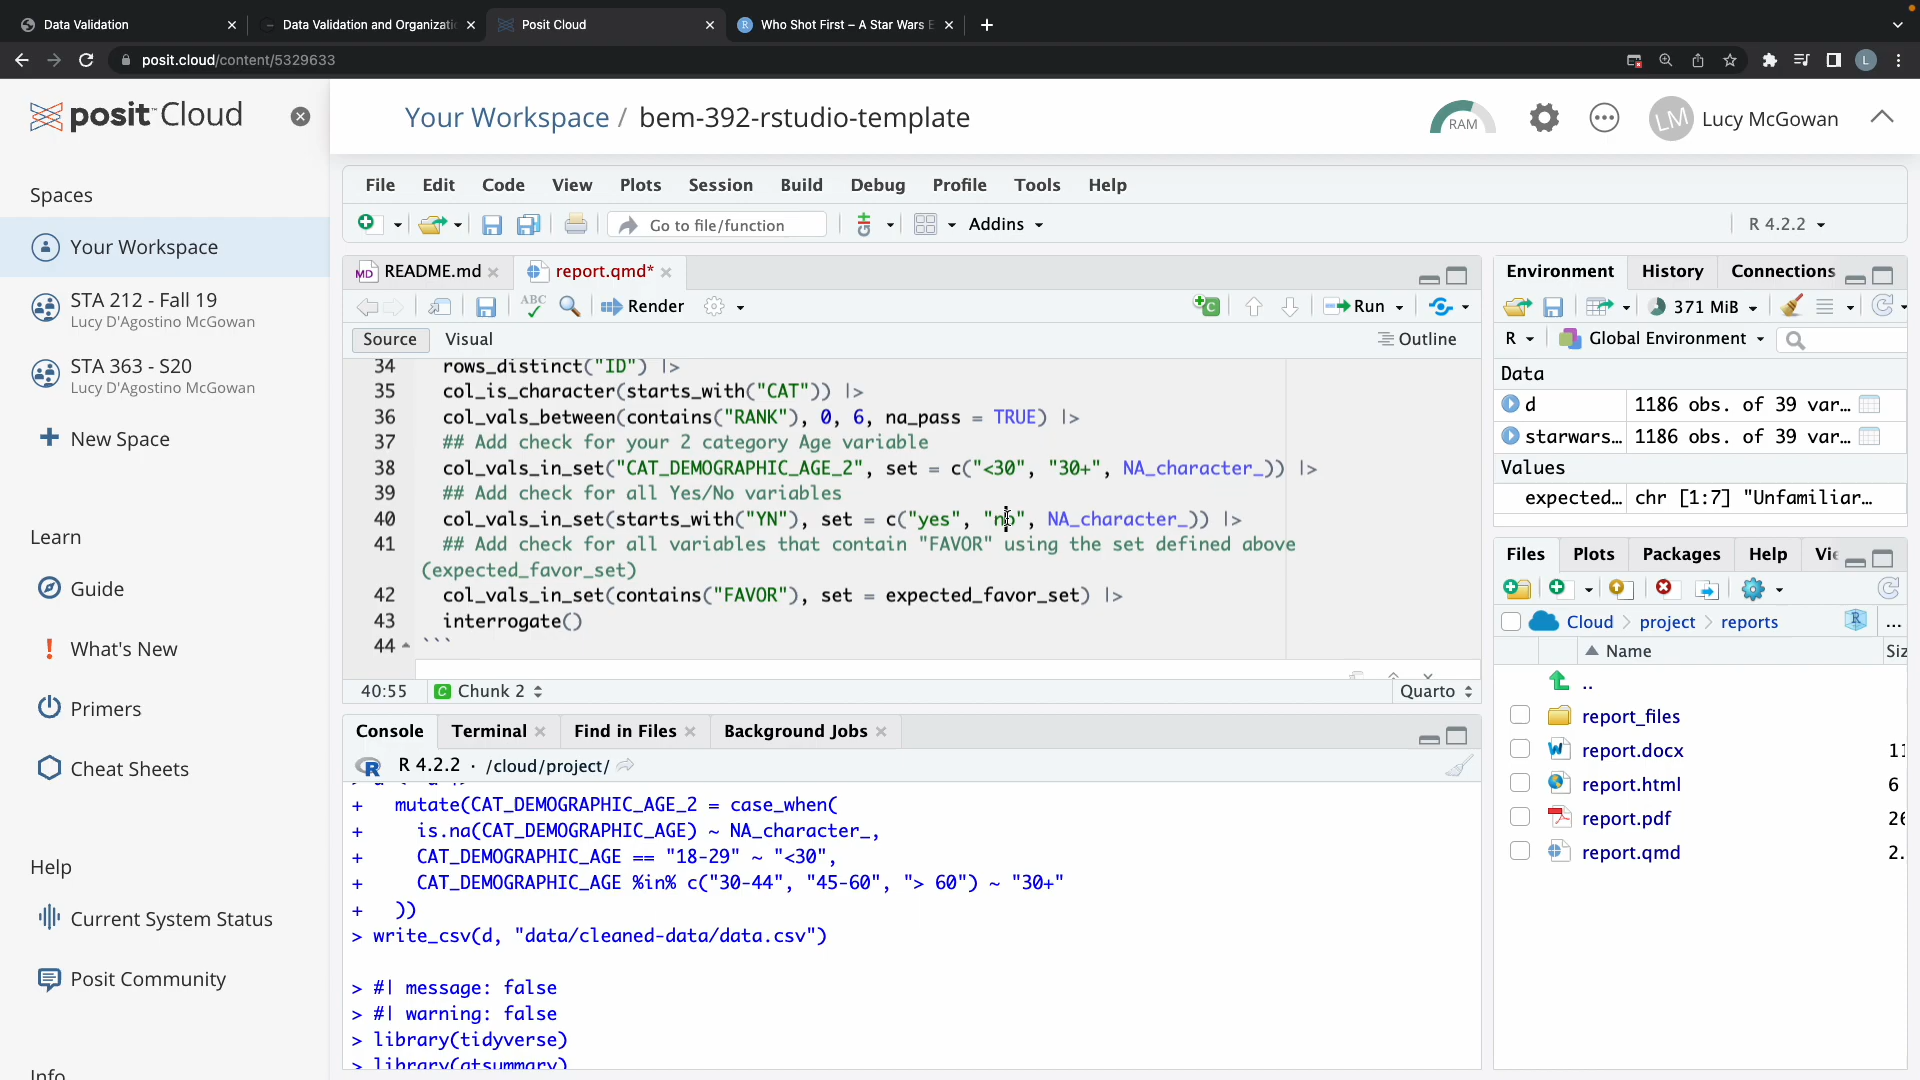 Data Validation
Data Validation and Organizati
Posit Cloud
Who Shot First – A Star Wars E
posit.cloud/content/5329633
L
posit Cloud
Your Workspace / bem-392-rstudio-template
RAM
LM
Lucy McGowan
Spaces
Your Workspace
STA 212 - Fall 19
Lucy D'Agostino McGowan
STA 363 - S20
Lucy D'Agostino McGowan
New Space
Learn
Guide
What's New
Primers
Cheat Sheets
Help
Current System Status
Posit Community
Info
File Edit Code View Plots Session Build Debug Profile Tools Help
Go to file/function
Addins
R 4.2.2
MD README.md
report.qmd*
ABC
Render
Run
Source Visual
Outline
34 rows_distinct("ID") |>
35 col_is_character(starts_with("CAT")) |>
36 col_vals_between(contains("RANK"), 0, 6, na_pass = TRUE) |>
37 ## Add check for your 2 category Age variable
38 col_vals_in_set("CAT_DEMOGRAPHIC_AGE_2", set = c("<30", "30+", NA_character_)) |>
39 ## Add check for all Yes/No variables
40 col_vals_in_set(starts_with("YN"), set = c("yes", "no", NA_character_)) |>
41 ## Add check for all variables that contain "FAVOR" using the set defined above
(expected_favor_set)
42 col_vals_in_set(contains("FAVOR"), set = expected_favor_set) |>
43 interrogate()
44 ```
40:55
C Chunk 2
Quarto
Console Terminal Find in Files Background Jobs
R 4.2.2 · /cloud/project/
+ mutate(CAT_DEMOGRAPHIC_AGE_2 = case_when(
+ is.na(CAT_DEMOGRAPHIC_AGE) ~ NA_character_,
+ CAT_DEMOGRAPHIC_AGE == "18-29" ~ "<30",
+ CAT_DEMOGRAPHIC_AGE %in% c("30-44", "45-60", "> 60") ~ "30+"
+ ))
> write_csv(d, "data/cleaned-data/data.csv")
> #| message: false
> #| warning: false
> library(tidyverse)
> library(gtsummary)
Environment History Connections
371 MiB
R Global Environment
Data
d 1186 obs. of 39 var…
starwars… 1186 obs. of 39 var…
Values
expected… chr [1:7] "Unfamiliar…
Files Plots Packages Help
Cloud project reports
...
Name
..
report_files
report.docx
report.html
report.pdf
report.qmd